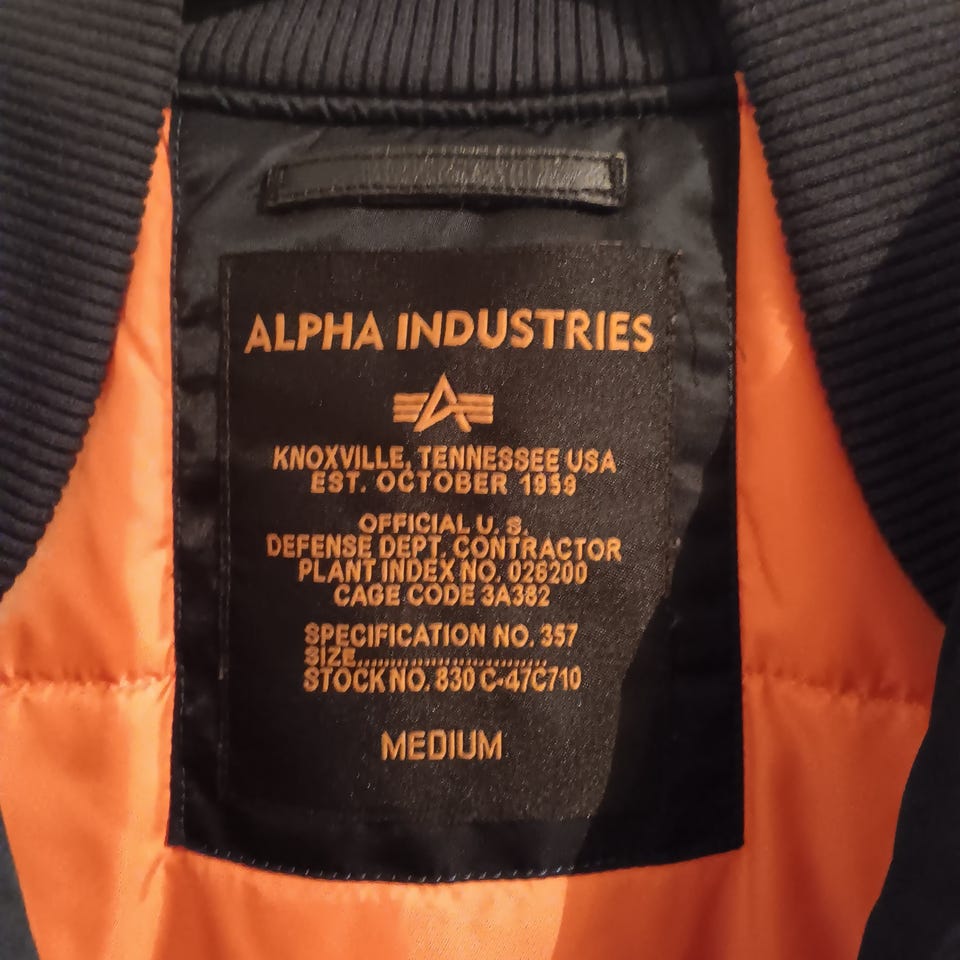 ALPHA INDUSTRIES
KNOXVILLE, TENNESSEE USA
EST. OCTOBER 1959
OFFICIAL U. S.
DEFENSE DEPT. CONTRACTOR
PLANT INDEX NO. 026200
CAGE CODE 3A382
SPECIFICATION NO. 357
SIZE............................
STOCK NO. 830 C-47C710
MEDIUM